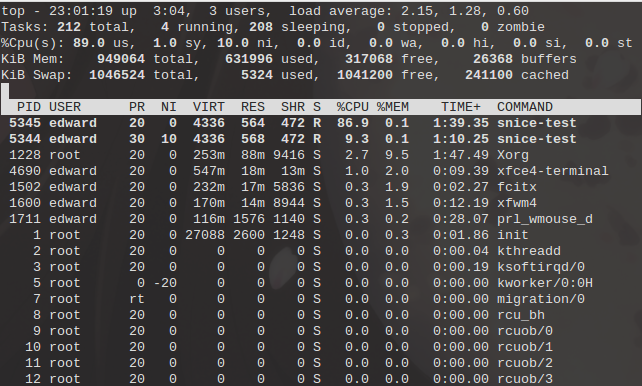 top - 23:01:19 up  3:04,  3 users,  load average: 2.15, 1.28, 0.60
Tasks: 212 total,   4 running, 208 sleeping,   0 stopped,   0 zombie
%Cpu(s): 89.0 us,  1.0 sy, 10.0 ni,  0.0 id,  0.0 wa,  0.0 hi,  0.0 si,  0.0 st
KiB Mem:    949064 total,   631996 used,   317068 free,    26368 buffers
KiB Swap:  1046524 total,     5324 used,  1041200 free,   241100 cached
  PID USER      PR  NI  VIRT  RES  SHR S  %CPU %MEM    TIME+  COMMAND
 5345 edward    20   0  4336  564  472 R  86.9  0.1   1:39.35 snice-test
 5344 edward    30  10  4336  568  472 R   9.3  0.1   1:10.25 snice-test
 1228 root      20   0  253m  88m 9416 S   2.7  9.5   1:47.49 Xorg
 4690 edward    20   0  547m  18m  13m S   1.0  2.0   0:09.39 xfce4-terminal
 1502 edward    20   0  232m  17m 5836 S   0.3  1.9   0:02.27 fcitx
 1600 edward    20   0  170m  14m 8944 S   0.3  1.5   0:12.19 xfwm4
 1711 edward    20   0  116m 1576 1140 S   0.3  0.2   0:28.07 prl_wmouse_d
    1 root      20   0 27088 2600 1248 S   0.0  0.3   0:01.86 init
    2 root      20   0     0    0    0 S   0.0  0.0   0:00.04 kthreadd
    3 root      20   0     0    0    0 S   0.0  0.0   0:00.19 ksoftirqd/0
    5 root       0 -20     0    0    0 S   0.0  0.0   0:00.00 kworker/0:0H
    7 root      rt   0     0    0    0 S   0.0  0.0   0:00.00 migration/0
    8 root      20   0     0    0    0 S   0.0  0.0   0:00.00 rcu_bh
    9 root      20   0     0    0    0 S   0.0  0.0   0:00.00 rcuob/0
   10 root      20   0     0    0    0 S   0.0  0.0   0:00.00 rcuob/1
   11 root      20   0     0    0    0 S   0.0  0.0   0:00.00 rcuob/2
   12 root      20   0     0    0    0 S   0.0  0.0   0:00.00 rcuob/3